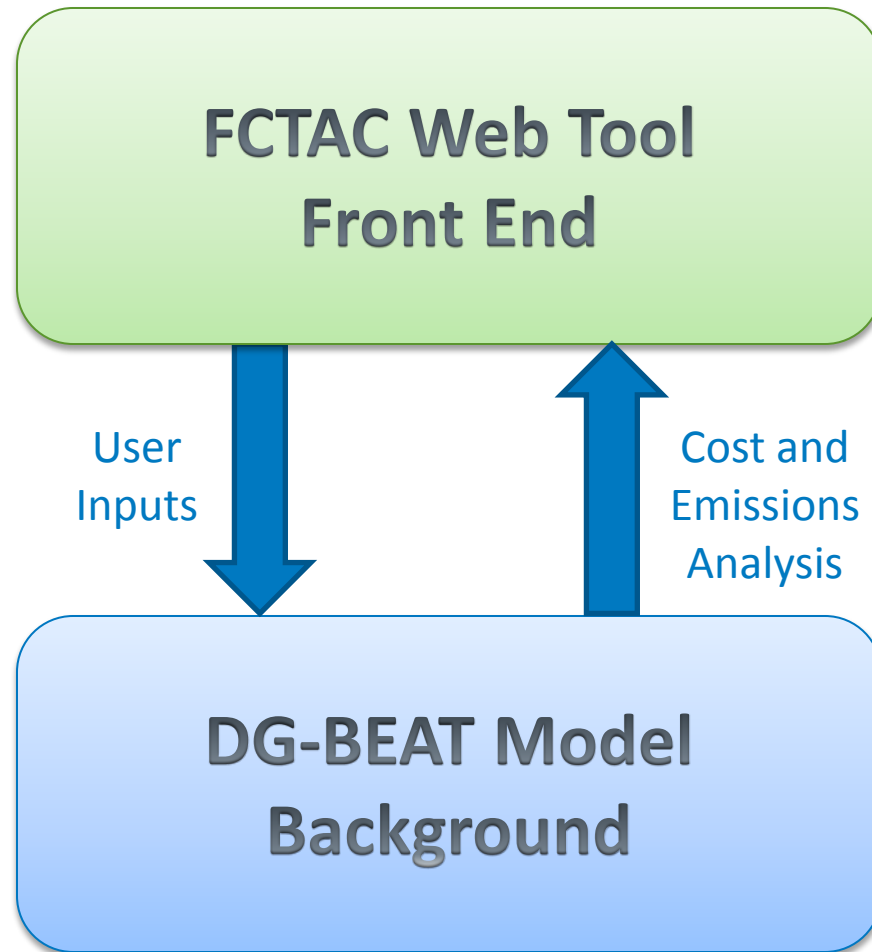 FCTAC Web Tool
Front End
User
Inputs
Cost and
Emissions
Analysis
DG-BEAT Model
Background